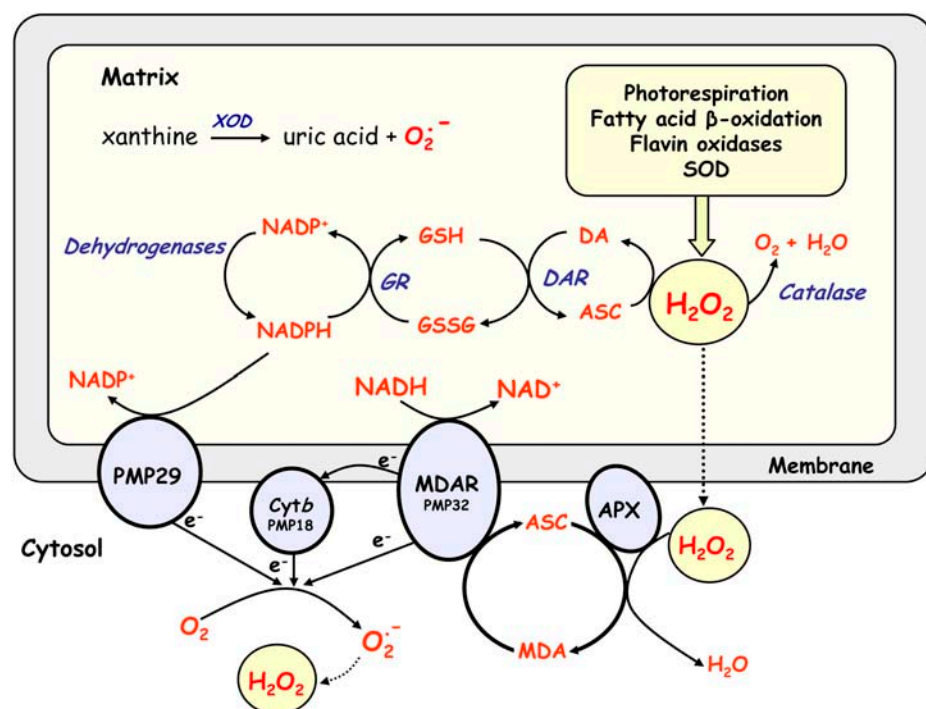 Matrix
Photorespiration
Fatty acid β-oxidation
Flavin oxidases
SOD
xanthine XOD uric acid + O₂·⁻
Dehydrogenases
NADP⁺
GSH
DA
O₂ + H₂O
GR
DAR
H₂O₂
Catalase
NADPH
GSSG
ASC
NADP⁺
NADH
NAD⁺
Membrane
PMP29
e⁻
MDAR
PMP32
Cytb
PMP18
APX
ASC
H₂O₂
Cytosol
e⁻
e⁻
e⁻
O₂
O₂·⁻
MDA
H₂O
H₂O₂